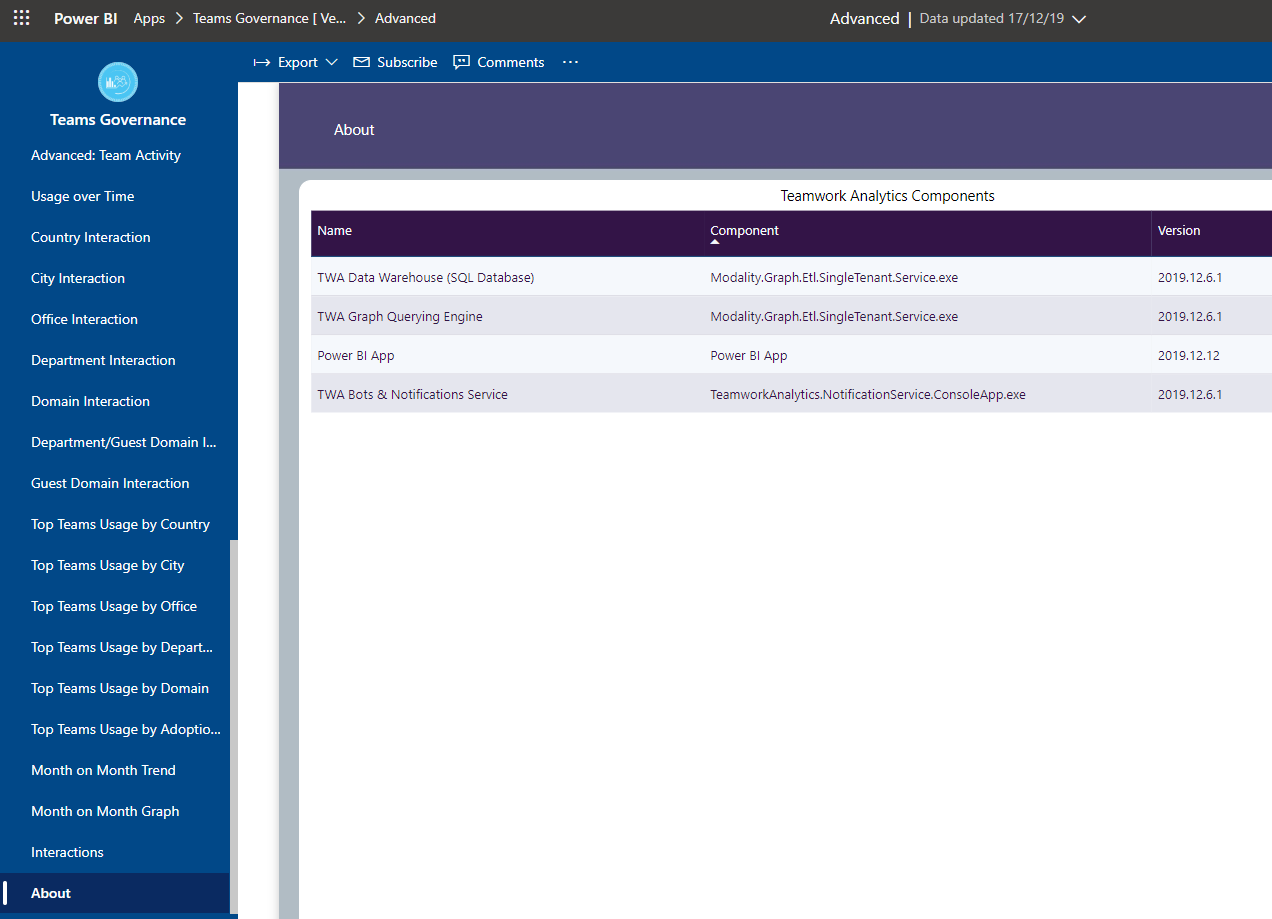 Power BI Apps > Teams Governance [ Ve... > Advanced
Advanced | Data updated 17/12/19
Export Subscribe Comments ...
Teams Governance
Advanced: Team Activity
Usage over Time
Country Interaction
City Interaction
Office Interaction
Department Interaction
Domain Interaction
Department/Guest Domain I...
Guest Domain Interaction
Top Teams Usage by Country
Top Teams Usage by City
Top Teams Usage by Office
Top Teams Usage by Depart...
Top Teams Usage by Domain
Top Teams Usage by Adoptio...
Month on Month Trend
Month on Month Graph
Interactions
About
About
Teamwork Analytics Components
Name Component Version
TWA Data Warehouse (SQL Database) Modality.Graph.Etl.SingleTenant.Service.exe 2019.12.6.1
TWA Graph Querying Engine Modality.Graph.Etl.SingleTenant.Service.exe 2019.12.6.1
Power BI App Power BI App 2019.12.12
TWA Bots & Notifications Service TeamworkAnalytics.NotificationService.ConsoleApp.exe 2019.12.6.1